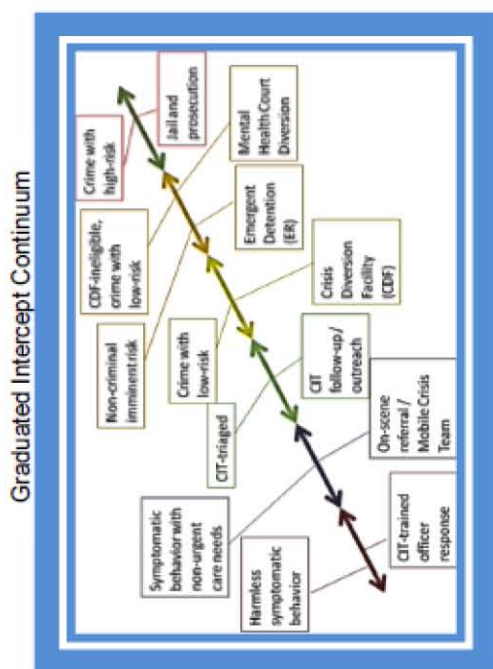 Graduated Intercept Continuum
Harmless
symptomatic
behavior
CIT-trained
officer
response
Symptomatic
behavior with
non-urgent
care needs
On-scene
referral /
Mobile Crisis
Team
CIT-triaged
CIT
follow-up /
outreach
Crime with
low-risk
Crisis
Diversion
Facility
(CDF)
Non-criminal
imminent risk
Emergent
Detention
(ER)
CDF-ineligible,
crime with
low-risk
Mental
Health Court
Diversion
Crime with
high-risk
Jail and
prosecution